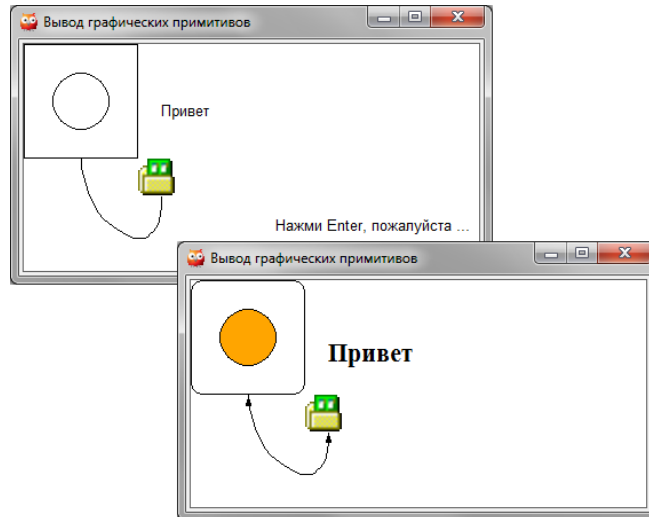 Вывод графических примитивов
Привет
Нажми Enter, пожалуйста ...
Вывод графических примитивов
Привет